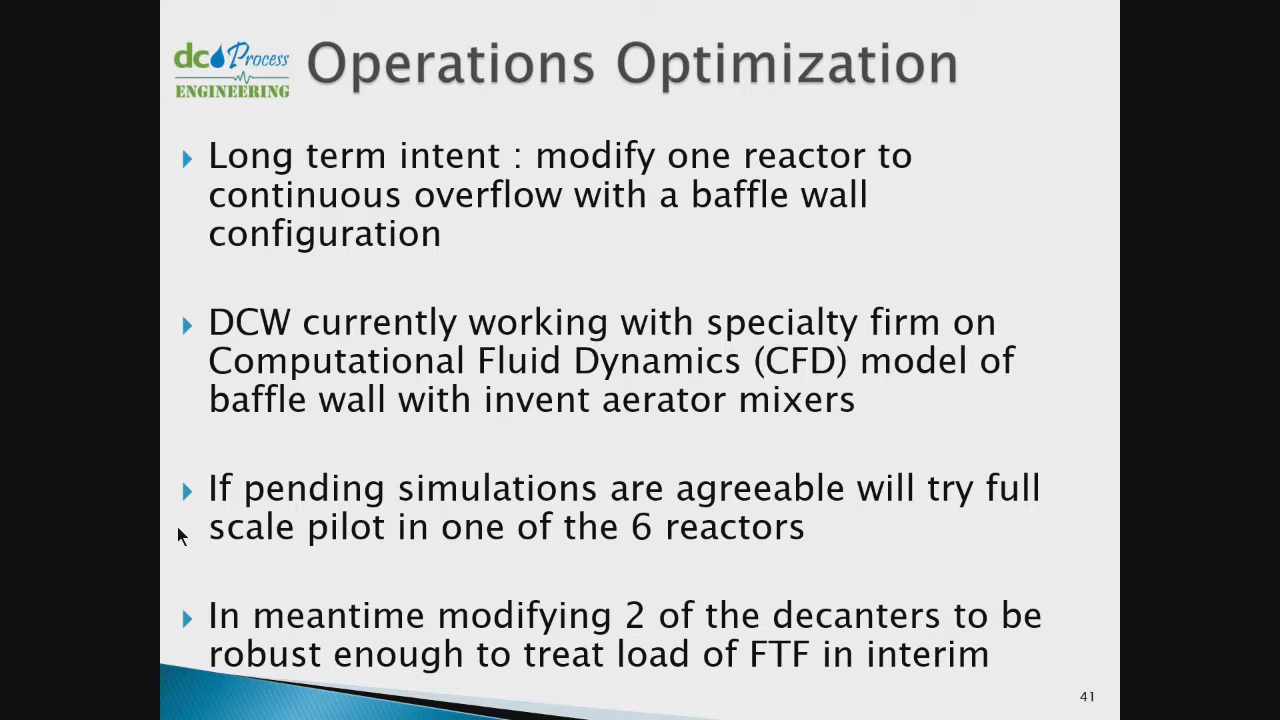 dc Process
ENGINEERING
Operations Optimization
Long term intent : modify one reactor to
continuous overflow with a baffle wall
configuration
DCW currently working with specialty firm on
Computational Fluid Dynamics (CFD) model of
baffle wall with invent aerator mixers
If pending simulations are agreeable will try full
scale pilot in one of the 6 reactors
In meantime modifying 2 of the decanters to be
robust enough to treat load of FTF in interim
41